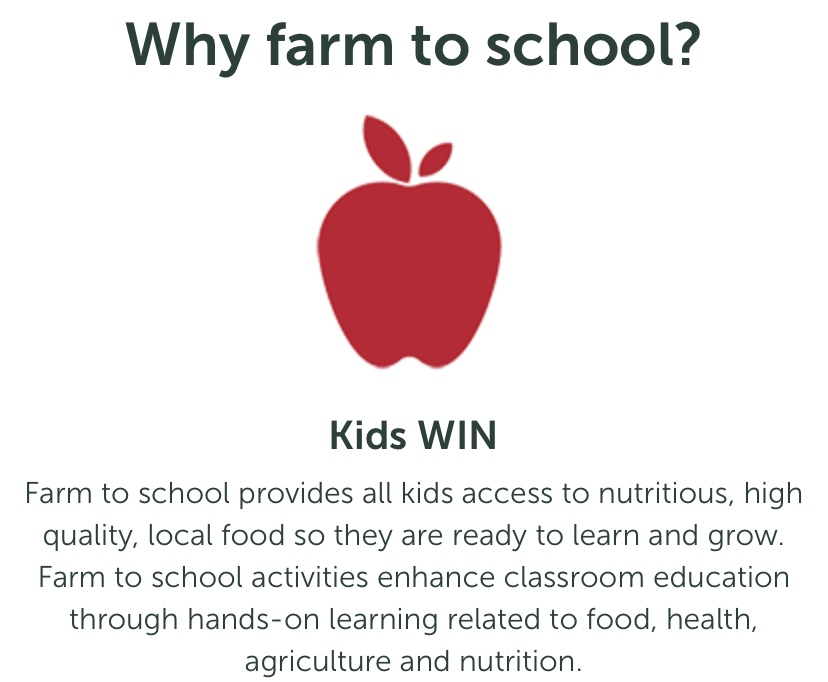 Why farm to school?
Kids WIN
Farm to school provides all kids access to nutritious, high
quality, local food so they are ready to learn and grow.
Farm to school activities enhance classroom education
through hands-on learning related to food, health,
agriculture and nutrition.